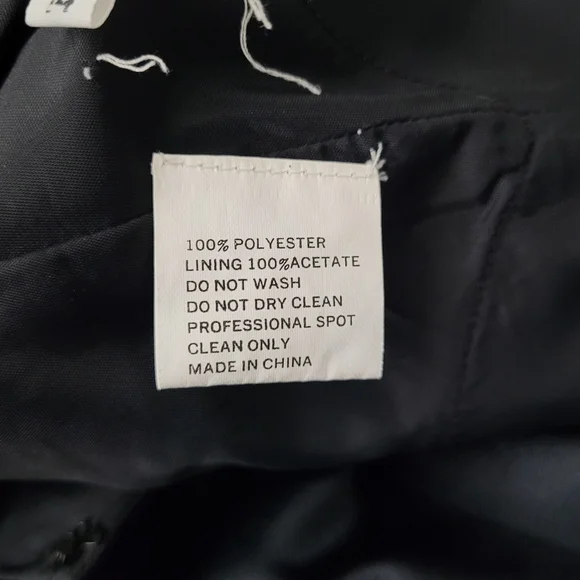 100% POLYESTER
LINING 100%ACETATE
DO NOT WASH
DO NOT DRY CLEAN
PROFESSIONAL SPOT
CLEAN ONLY
MADE IN CHINA